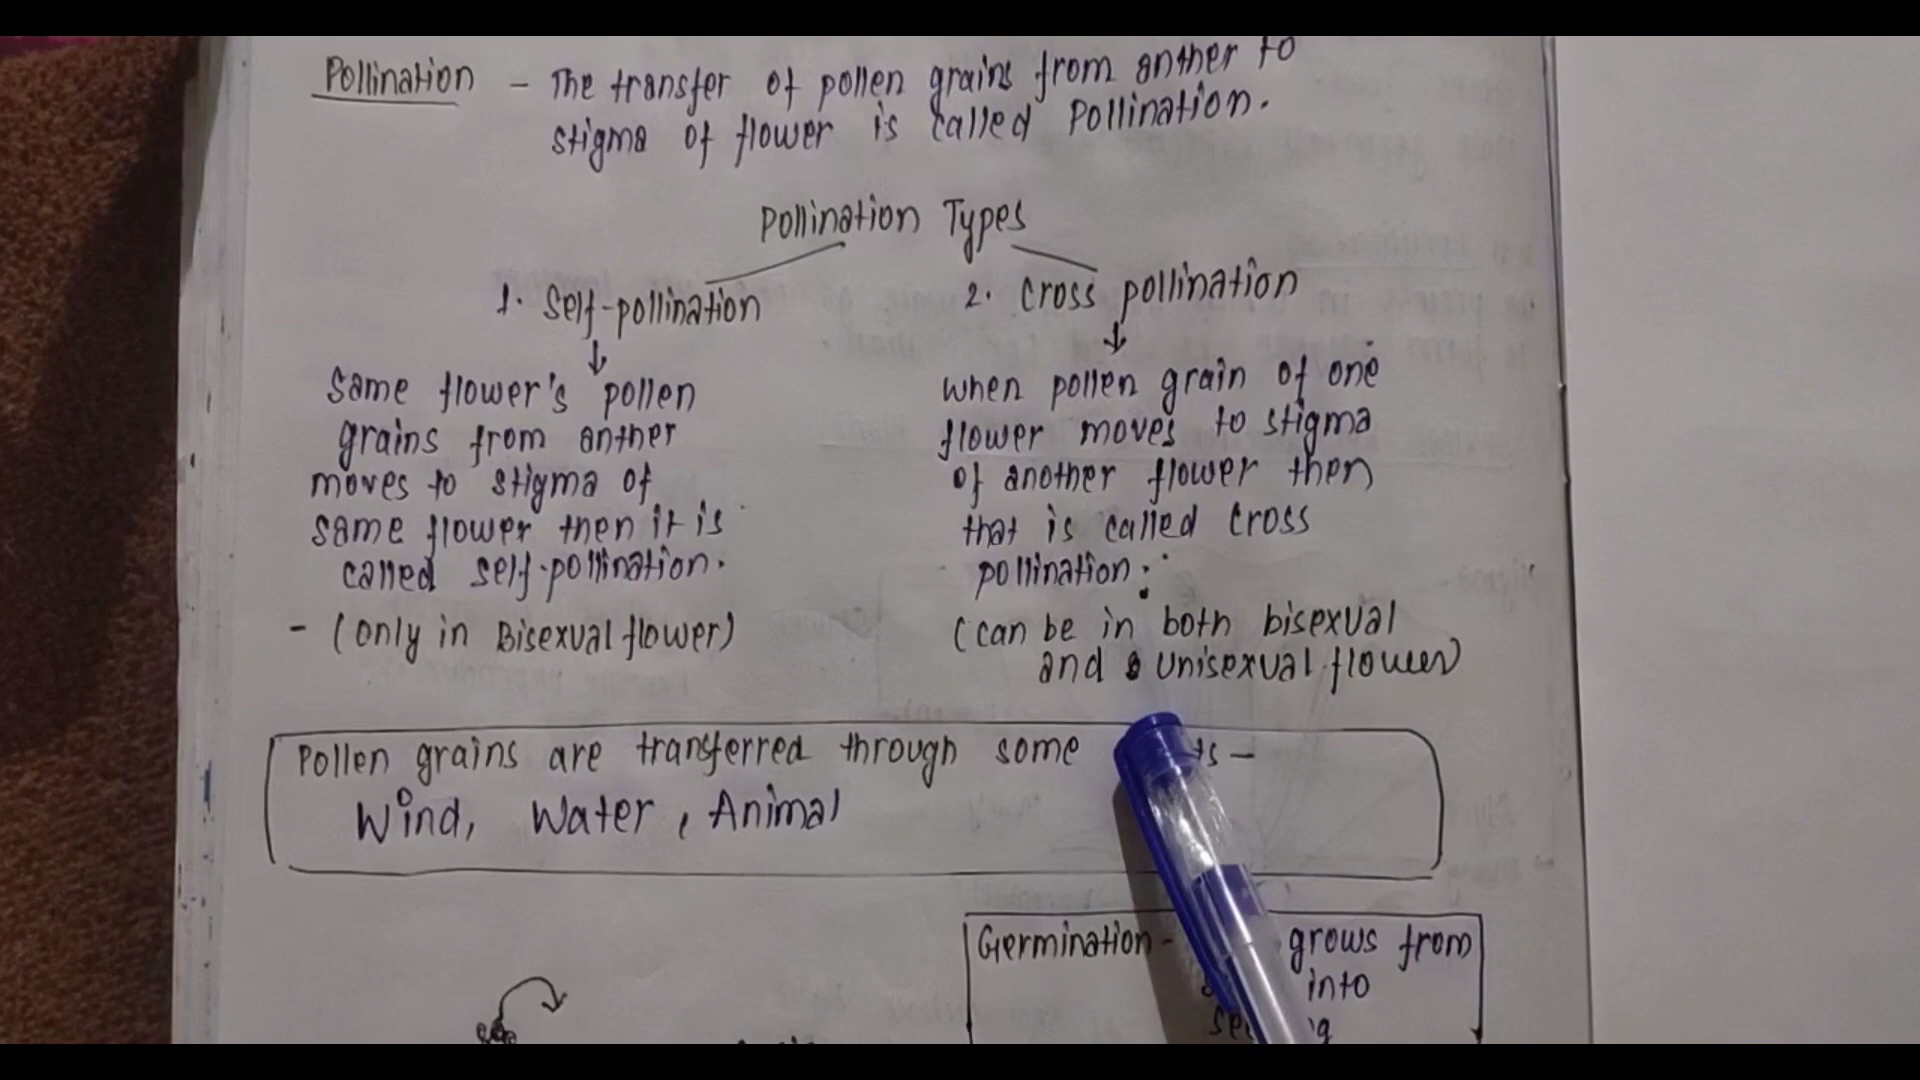 Pollination - The transfer of pollen grains from anther to
stigma of flower is called Pollination.
Pollination Types
1. Self-pollination
2. Cross pollination
Same flower's pollen
grains from anther
moves to stigma of
same flower then it is
called self-pollination.
- (only in Bisexual flower)
when pollen grain of one
flower moves to stigma
of another flower then
that is called cross
pollination.
(can be in both bisexual
and unisexual flower)
Pollen grains are transferred through some -
Wind, Water, Animal
Germination - grows from
into